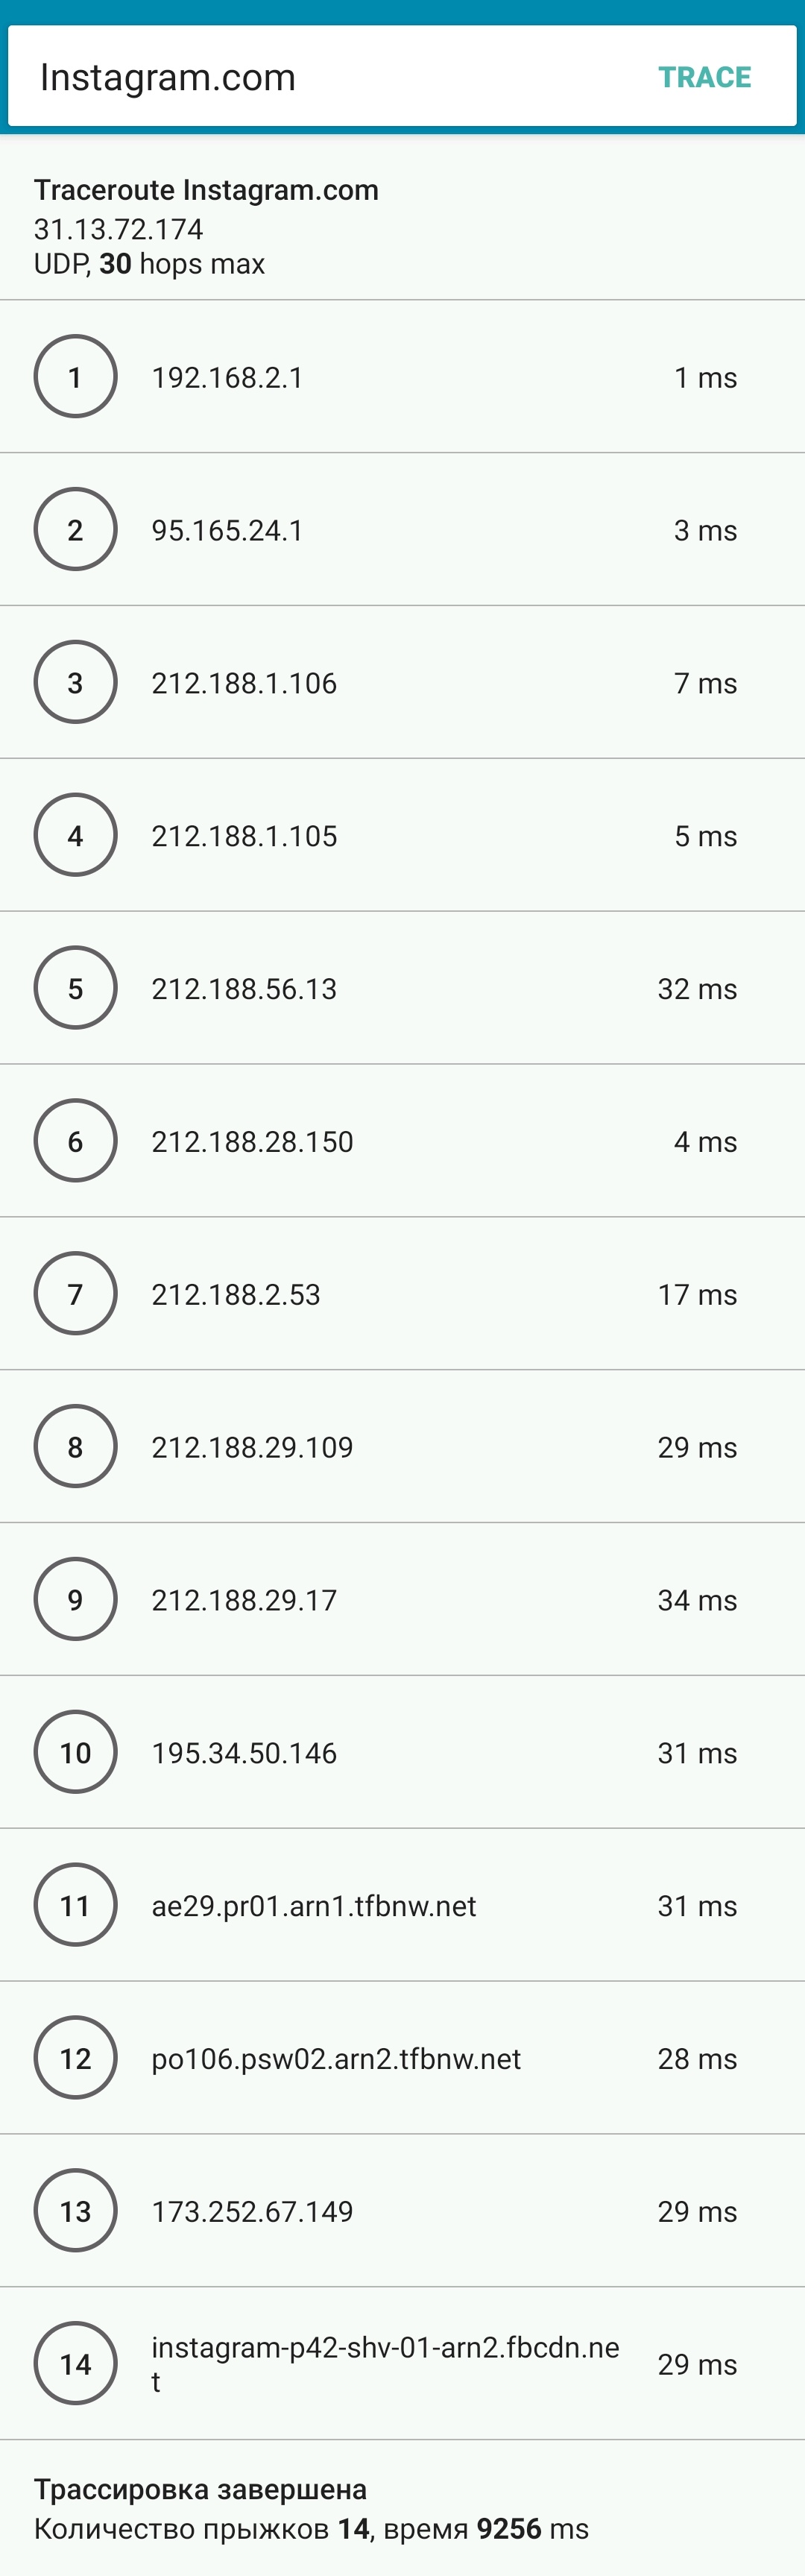 Instagram.com TRACE
Traceroute Instagram.com
31.13.72.174
UDP, 30 hops max
1 192.168.2.1 1 ms
2 95.165.24.1 3 ms
3 212.188.1.106 7 ms
4 212.188.1.105 5 ms
5 212.188.56.13 32 ms
6 212.188.28.150 4 ms
7 212.188.2.53 17 ms
8 212.188.29.109 29 ms
9 212.188.29.17 34 ms
10 195.34.50.146 31 ms
11 ae29.pr01.arn1.tfbnw.net 31 ms
12 po106.psw02.arn2.tfbnw.net 28 ms
13 173.252.67.149 29 ms
14 instagram-p42-shv-01-arn2.fbcdn.ne 29 ms
t
Трассировка завершена
Количество прыжков 14, время 9256 ms